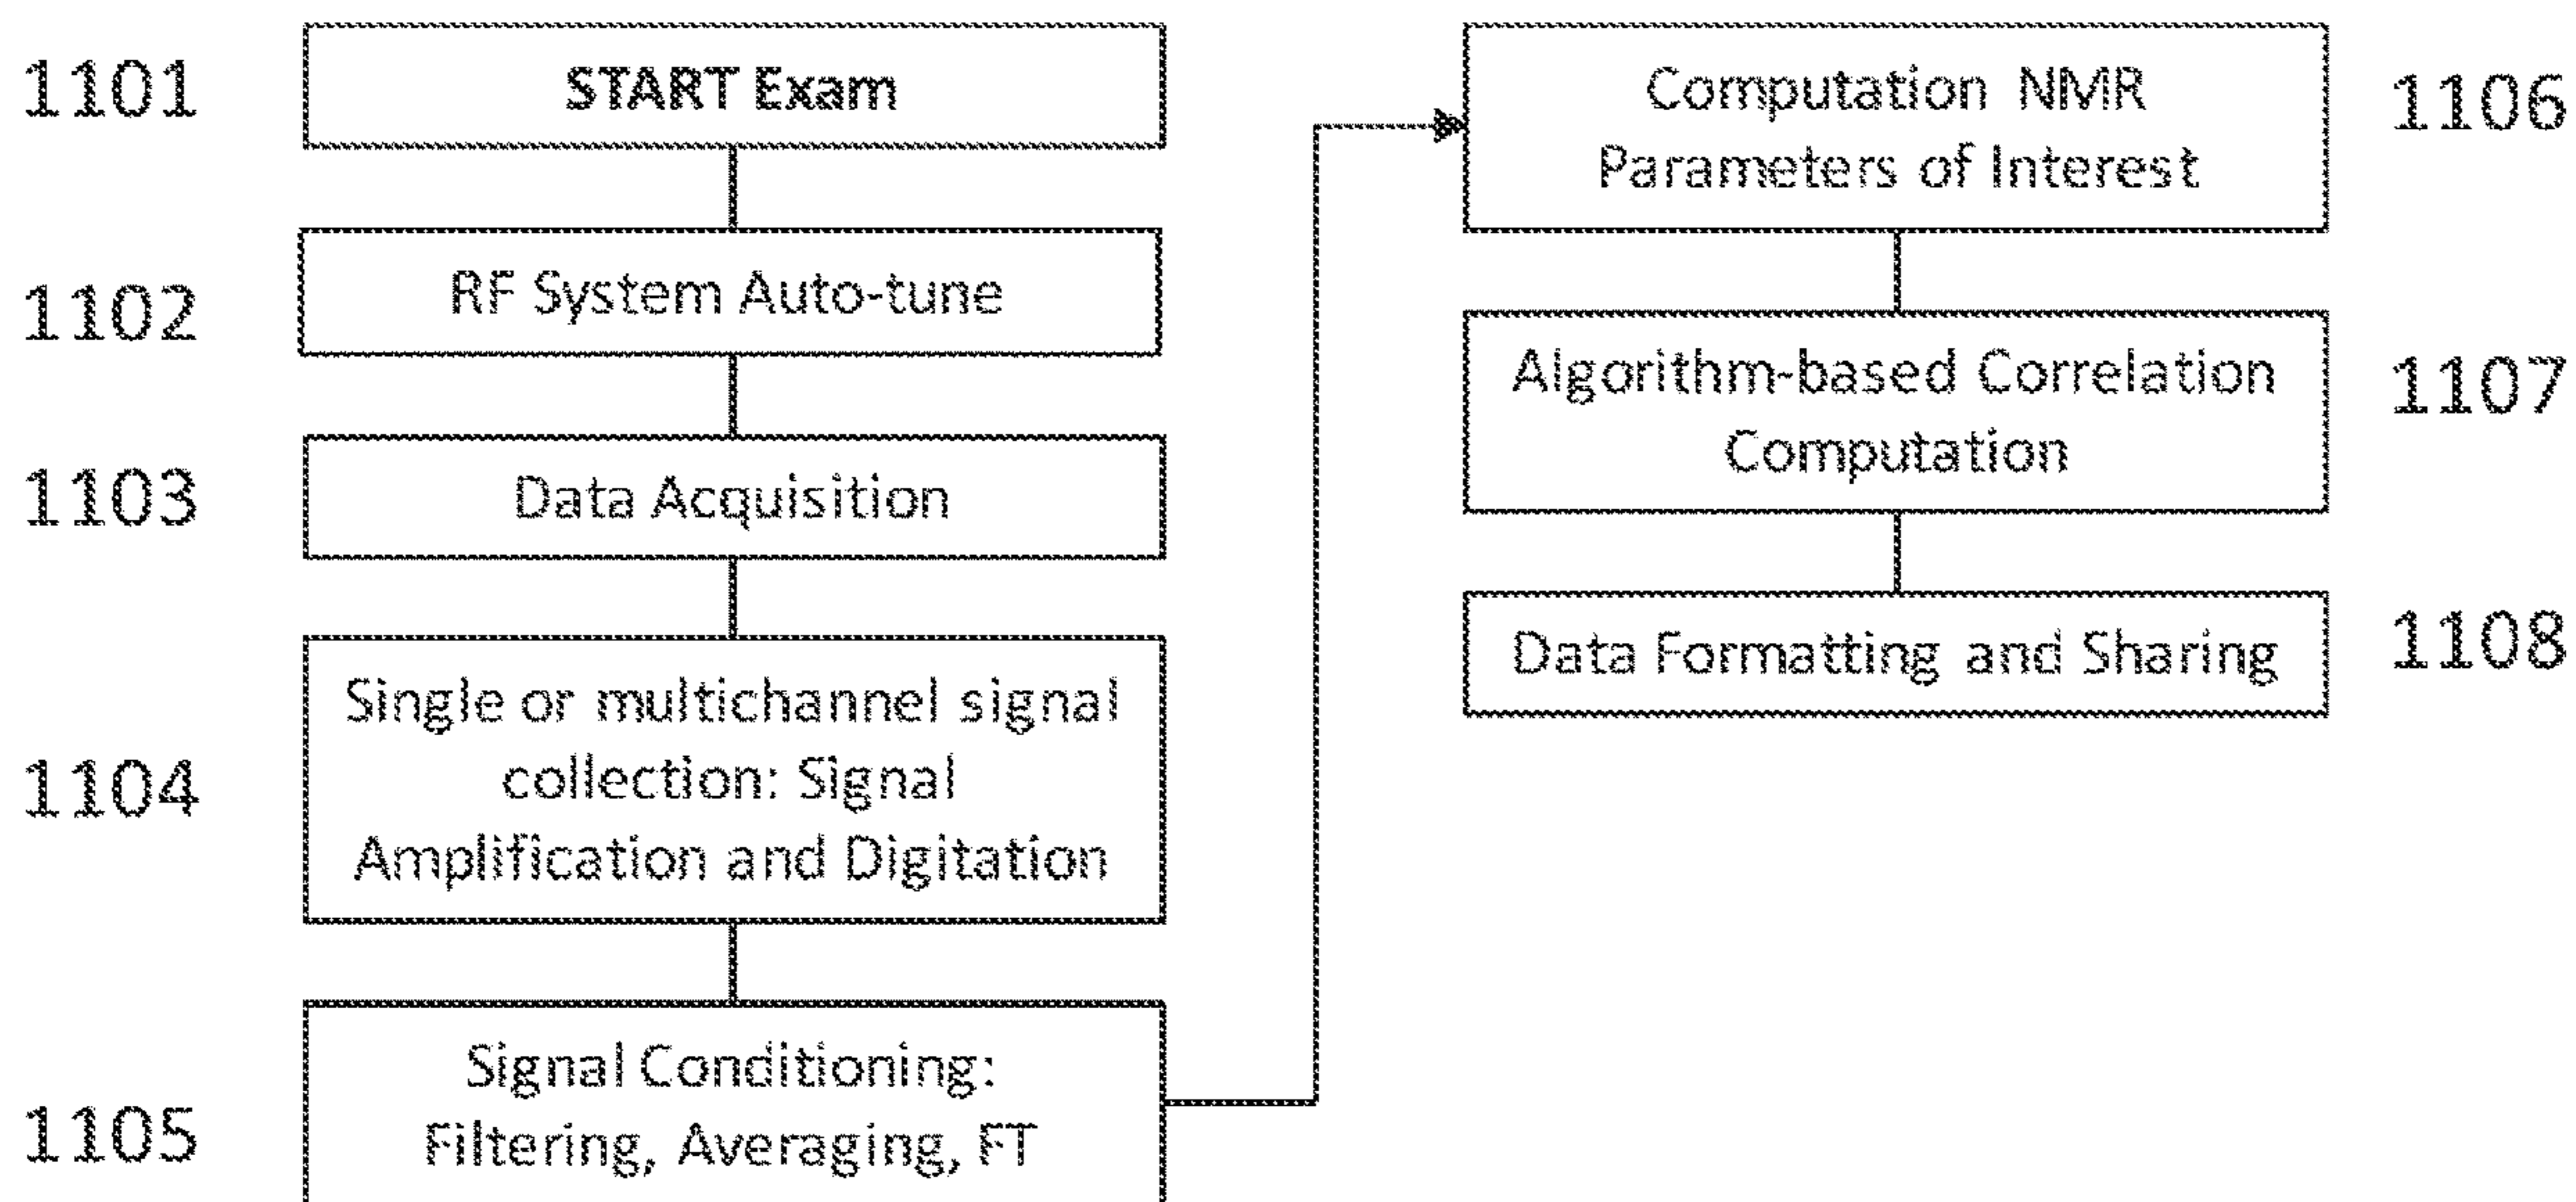 1101
START Exam
1102
RF System Auto-tune
1103
Data Acquisition
1104
Single or multichannel signal
collection: Signal
Amplification and Digitation
1105
Signal Conditioning:
Filtering, Averaging, FT
Computation NMR
Parameters of Interest
1106
Algorithm-based Correlation
Computation
1107
Data Formatting and Sharing
1108